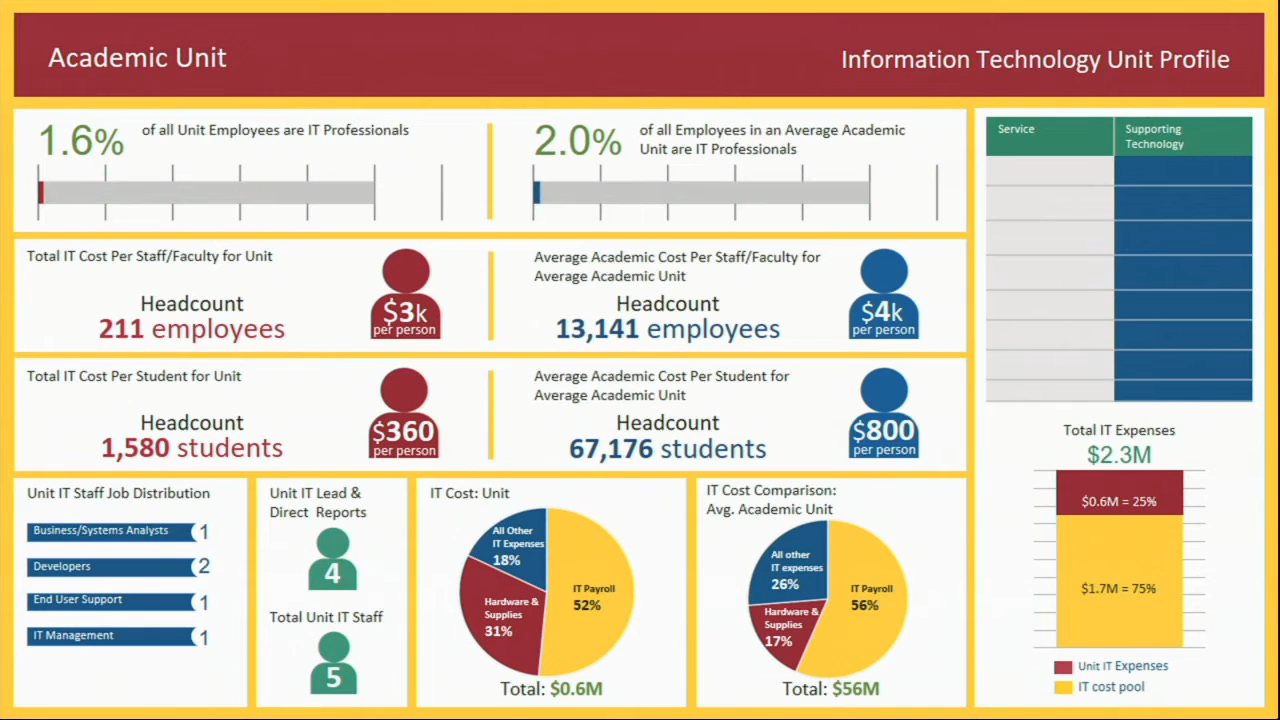 Academic Unit
Information Technology Unit Profile
1.6%
of all Unit Employees are IT Professionals
2.0%
of all Employees in an Average Academic
Unit are IT Professionals
Total IT Cost Per Staff/Faculty for Unit
Headcount
211 employees
$3k
per person
Average Academic Cost Per Staff/Faculty for
Average Academic Unit
Headcount
13,141 employees
$4k
per person
Total IT Cost Per Student for Unit
Headcount
1,580 students
$360
per person
Average Academic Cost Per Student for
Average Academic Unit
Headcount
67,176 students
$800
per person
Unit IT Staff Job Distribution
Business/Systems Analysts 1
Developers 2
End User Support 1
IT Management 1
Unit IT Lead &
Direct Reports
4
Total Unit IT Staff
5
IT Cost: Unit
All Other
IT Expenses
18%
IT Payroll
52%
Hardware &
Supplies
31%
Total: $0.6M
IT Cost Comparison:
Avg. Academic Unit
All other
IT expenses
26%
IT Payroll
56%
Hardware &
Supplies
17%
Total: $56M
Service
Supporting
Technology
Total IT Expenses
$2.3M
$0.6M = 25%
$1.7M = 75%
Unit IT Expenses
IT cost pool